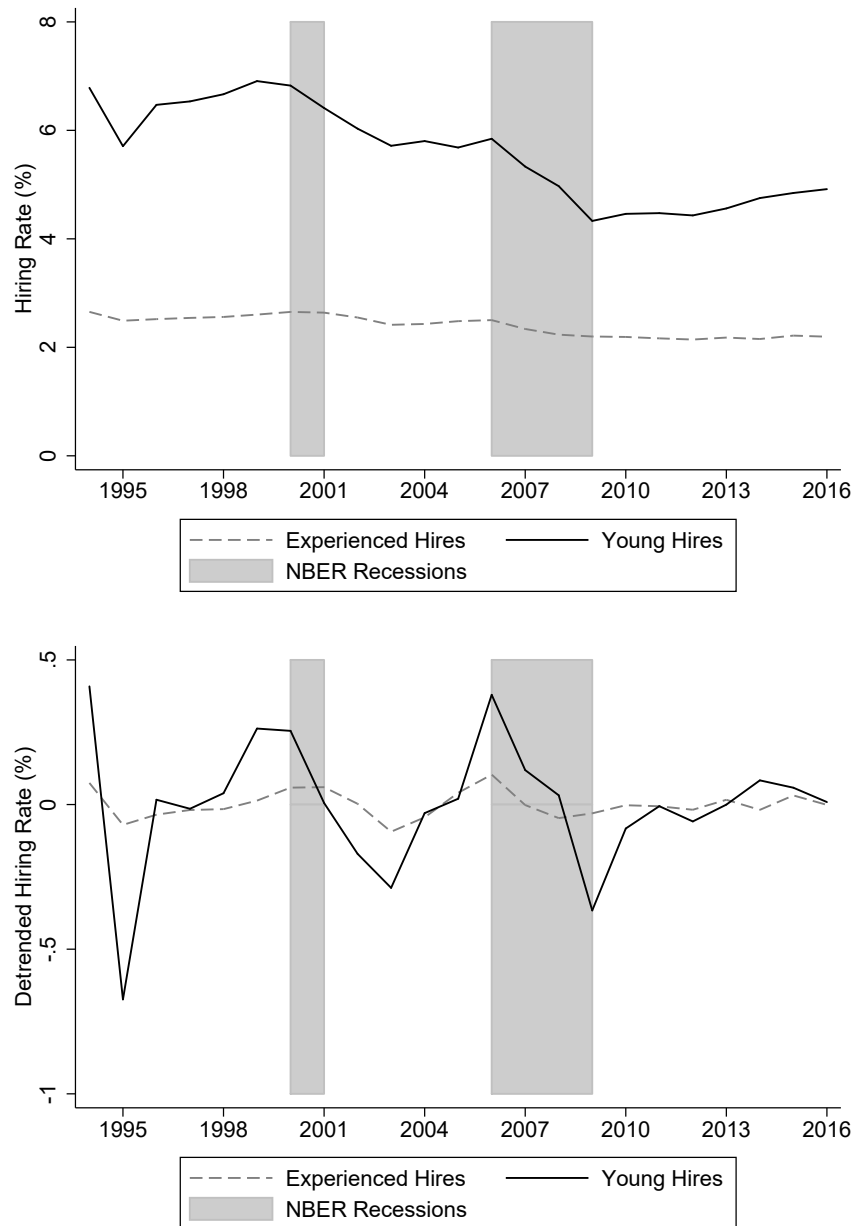 8
6
4
2
0
Hiring Rate (%)
1995 1998 2001 2004 2007 2010 2013 2016
Experienced Hires Young Hires
NBER Recessions
.5
0
-.5
-1
Detrended Hiring Rate (%)
1995 1998 2001 2004 2007 2010 2013 2016
Experienced Hires Young Hires
NBER Recessions